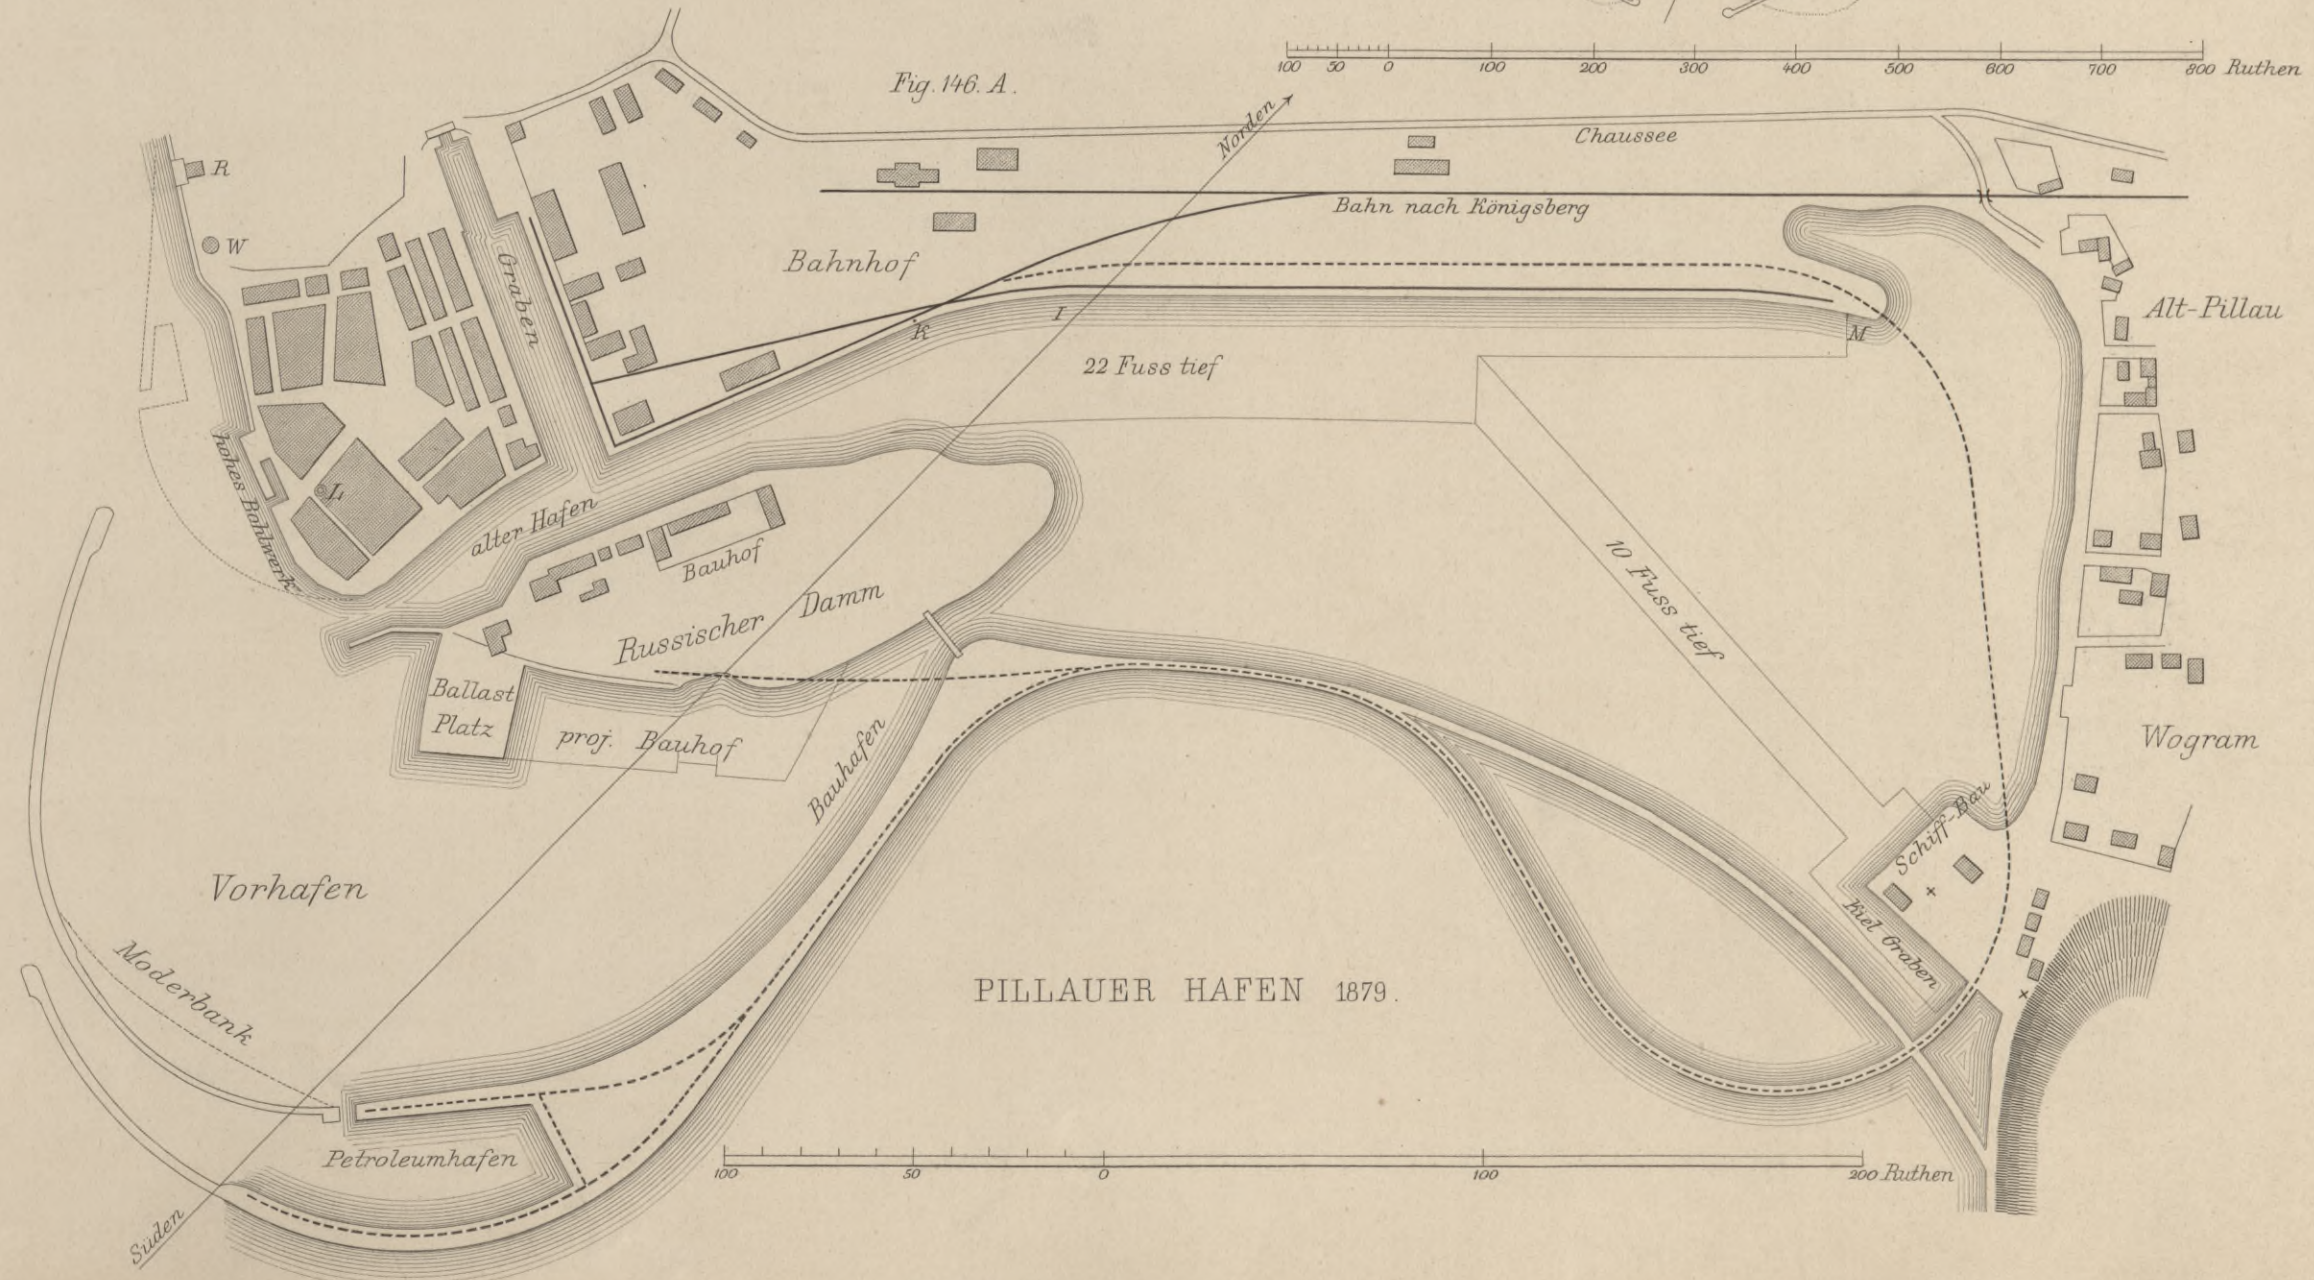 100 50 0 100 200 300 400 500 600 700 800 Ruthen
Fig. 146. A.
Norden
Chaussee
R
Bahn nach Königsberg
W
Bahnhof
Graben
Alt-Pillau
I
K
M
22 Fuss tief
hohes Bohlwerk
L
alter Hafen
Bauhof
10 Fuss tief
Russischer Damm
Ballast
Platz
proj. Bauhof
Bauhafen
Wogram
Schiff-Bau
Vorhafen
Kiel Graben
Moderbank
PILLAUER HAFEN 1879.
Petroleumhafen
100 50 0 100 200 Ruthen
Süden